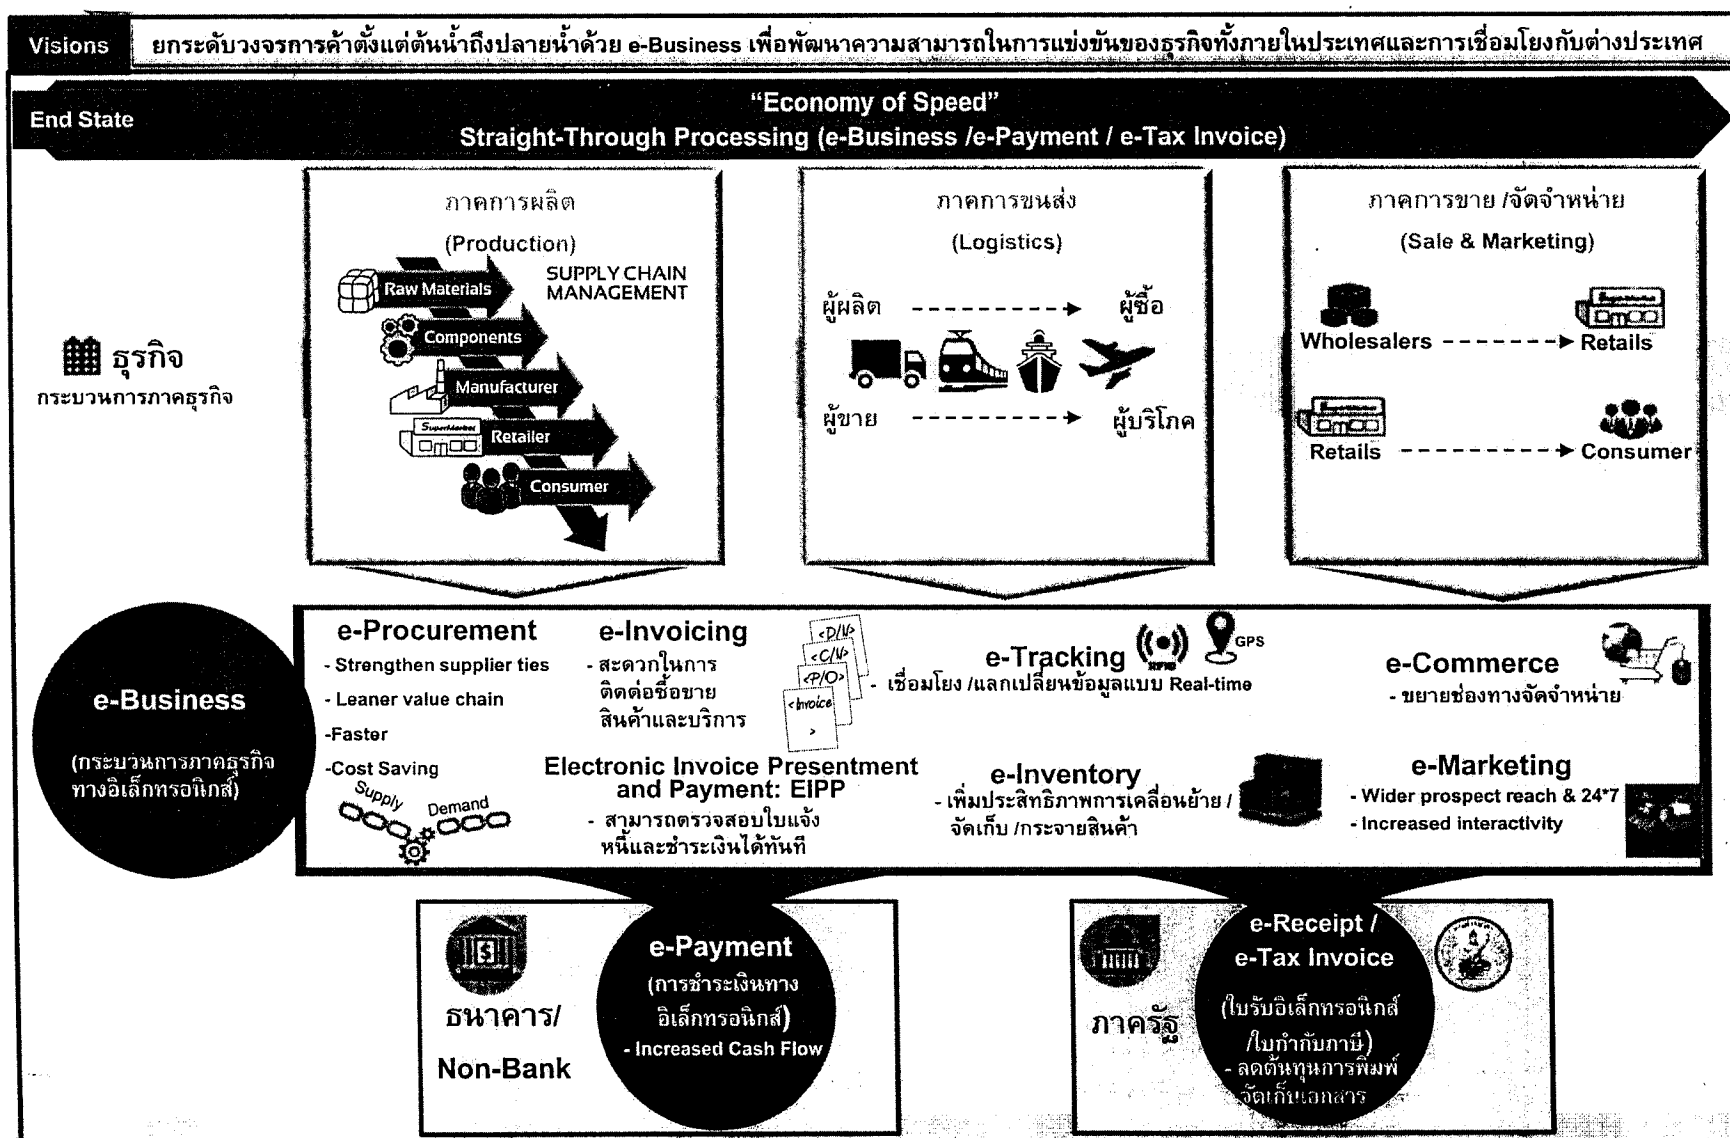 Visions
ยกระดับวงจรการค้าตั้งแต่ต้นน้ำถึงปลายน้ำด้วย e-Business เพื่อพัฒนาความสามารถในการแข่งขันของธุรกิจทั้งภายในประเทศและการเชื่อมโยงกับต่างประเทศ
End State
“Economy of Speed”
Straight-Through Processing (e-Business /e-Payment / e-Tax Invoice)
ธุรกิจ
กระบวนการภาคธุรกิจ
ภาคการผลิต
(Production)
SUPPLY CHAIN
MANAGEMENT
Raw Materials
Components
Manufacturer
SuperMarket
Retailer
Consumer
ภาคการขนส่ง
(Logistics)
ผู้ผลิต
ผู้ซื้อ
ผู้ขาย
ผู้บริโภค
ภาคการขาย /จัดจำหน่าย
(Sale & Marketing)
SuperMarket
Wholesalers
Retails
SuperMarket
Retails
Consumer
e-Business
(กระบวนการภาคธุรกิจ
ทางอิเล็กทรอนิกส์)
e-Procurement
- Strengthen supplier ties
- Leaner value chain
-Faster
-Cost Saving
Supply
Demand
e-Invoicing
- สะดวกในการ
ติดต่อซื้อขาย
สินค้าและบริการ
<D/N>
<C/N>
<P/O>
<Invoice
>
Electronic Invoice Presentment
and Payment: EIPP
- สามารถตรวจสอบใบแจ้ง
หนี้และชำระเงินได้ทันที
e-Tracking
RFID
GPS
- เชื่อมโยง /แลกเปลี่ยนข้อมูลแบบ Real-time
e-Inventory
- เพิ่มประสิทธิภาพการเคลื่อนย้าย /
จัดเก็บ /กระจายสินค้า
e-Commerce
- ขยายช่องทางจัดจำหน่าย
e-Marketing
- Wider prospect reach & 24*7
- Increased interactivity
ธนาคาร/
Non-Bank
e-Payment
(การชำระเงินทาง
อิเล็กทรอนิกส์)
- Increased Cash Flow
ภาครัฐ
e-Receipt /
e-Tax Invoice
(ใบรับอิเล็กทรอนิกส์
/ใบกำกับภาษี)
- ลดต้นทุนการพิมพ์
จัดเก็บเอกสาร